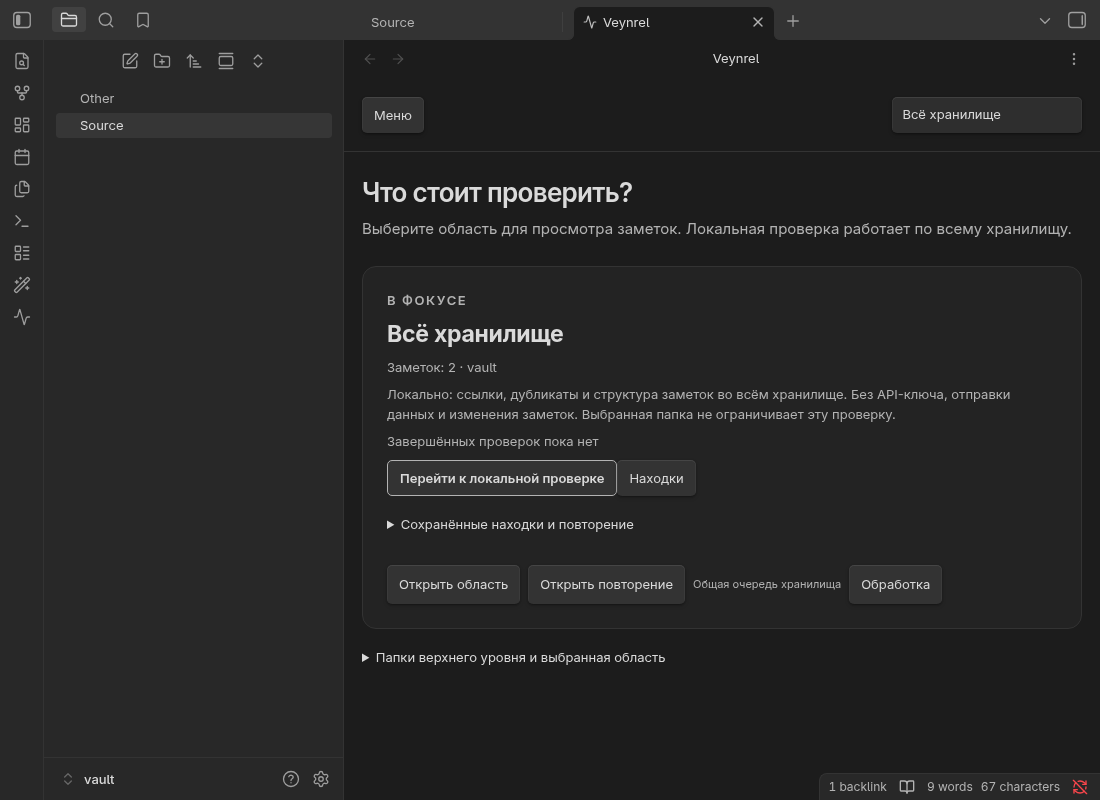 Source
Veynrel
Other
Source
Veynrel
Меню
Всё хранилище
Что стоит проверить?
Выберите область для просмотра заметок. Локальная проверка работает по всему хранилищу.
В ФОКУСЕ
Всё хранилище
Заметок: 2 · vault
Локально: ссылки, дубликаты и структура заметок во всём хранилище. Без API-ключа, отправки
данных и изменения заметок. Выбранная папка не ограничивает эту проверку.
Завершённых проверок пока нет
Перейти к локальной проверке
Находки
Сохранённые находки и повторение
Открыть область
Открыть повторение
Общая очередь хранилища
Обработка
Папки верхнего уровня и выбранная область
vault
1 backlink
9 words
67 characters